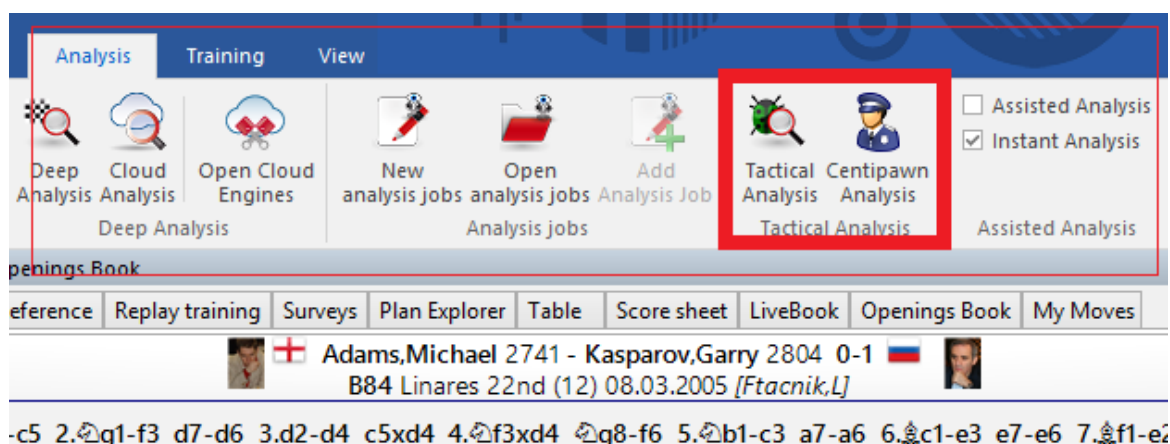 Analysis Training View
Deep Analysis Cloud Analysis Open Cloud Engines New analysis jobs Open analysis jobs Add Analysis Job Tactical Analysis Centipawn Analysis
Assisted Analysis
Instant Analysis
Deep Analysis Analysis jobs Tactical Analysis Assisted Analysis
penings Book
eference Replay training Surveys Plan Explorer Table Score sheet LiveBook Openings Book My Moves
Adams,Michael 2741 - Kasparov,Garry 2804 0-1
B84 Linares 22nd (12) 08.03.2005 [Ftacnik,L]
-c5 2.♘g1-f3 d7-d6 3.d2-d4 c5xd4 4.♘f3xd4 ♘g8-f6 5.♘b1-c3 a7-a6 6.♗c1-e3 e7-e6 7.♗f1-e2